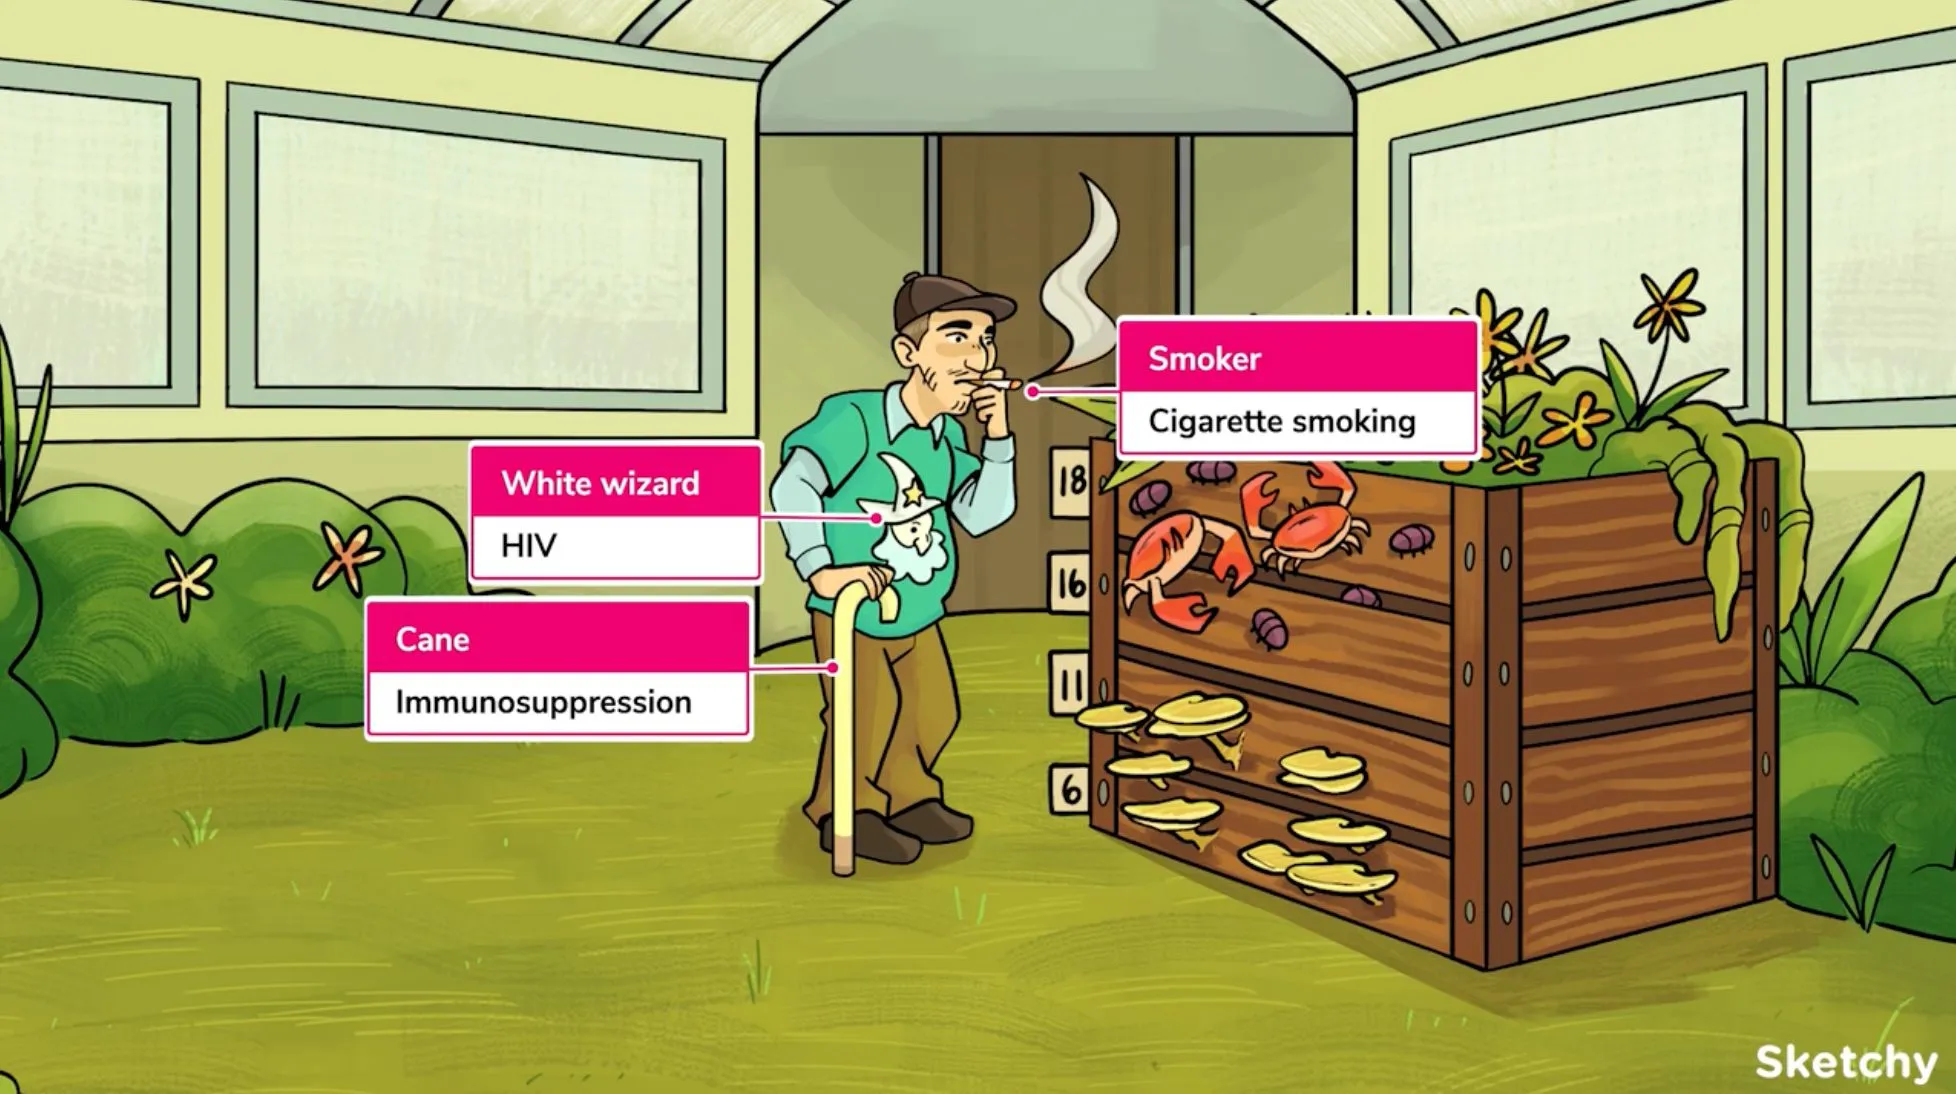 Smoker
Cigarette smoking
White wizard
HIV
Cane
Immunosuppression
18
16
11
6
Sketchy